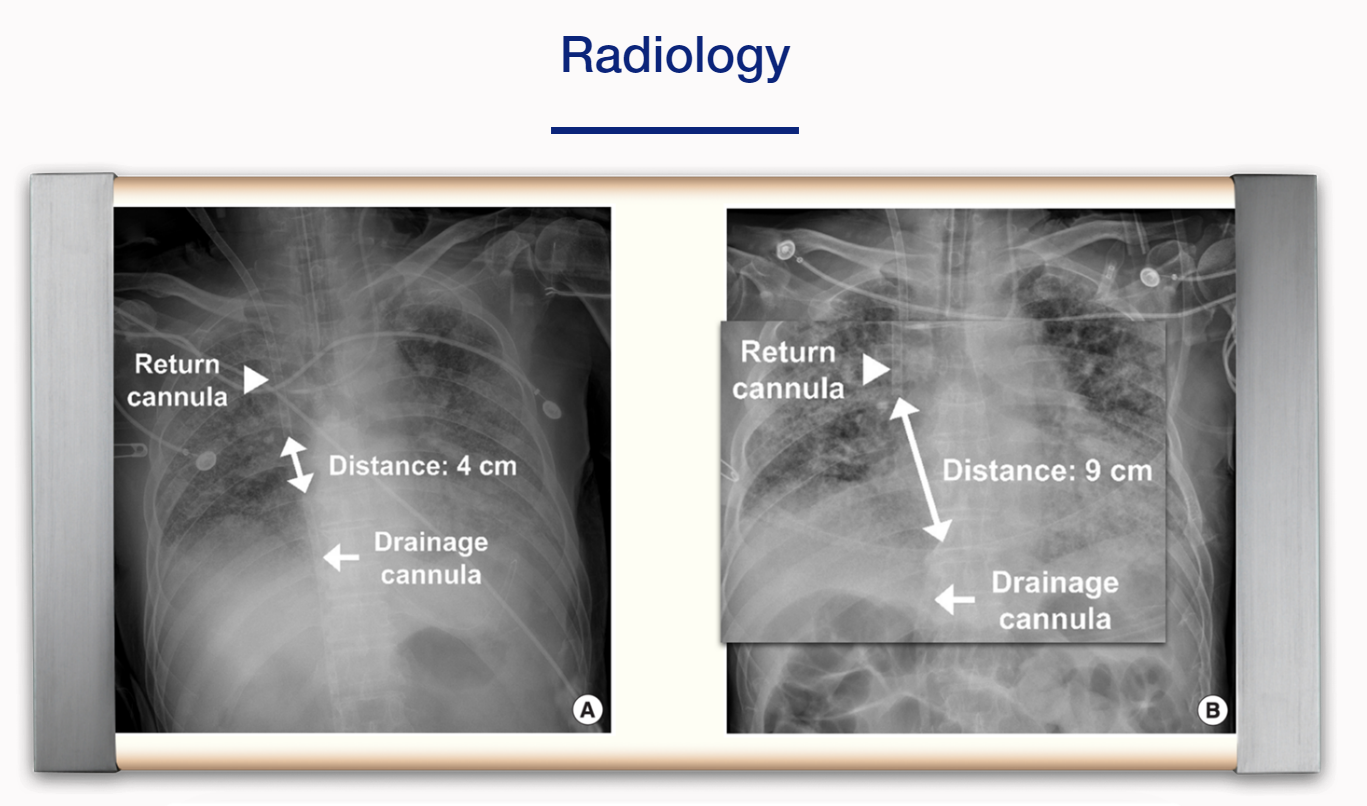 Radiology
Return
cannula
Distance: 4 cm
Drainage
cannula
A
Return
cannula
Distance: 9 cm
Drainage
cannula
B